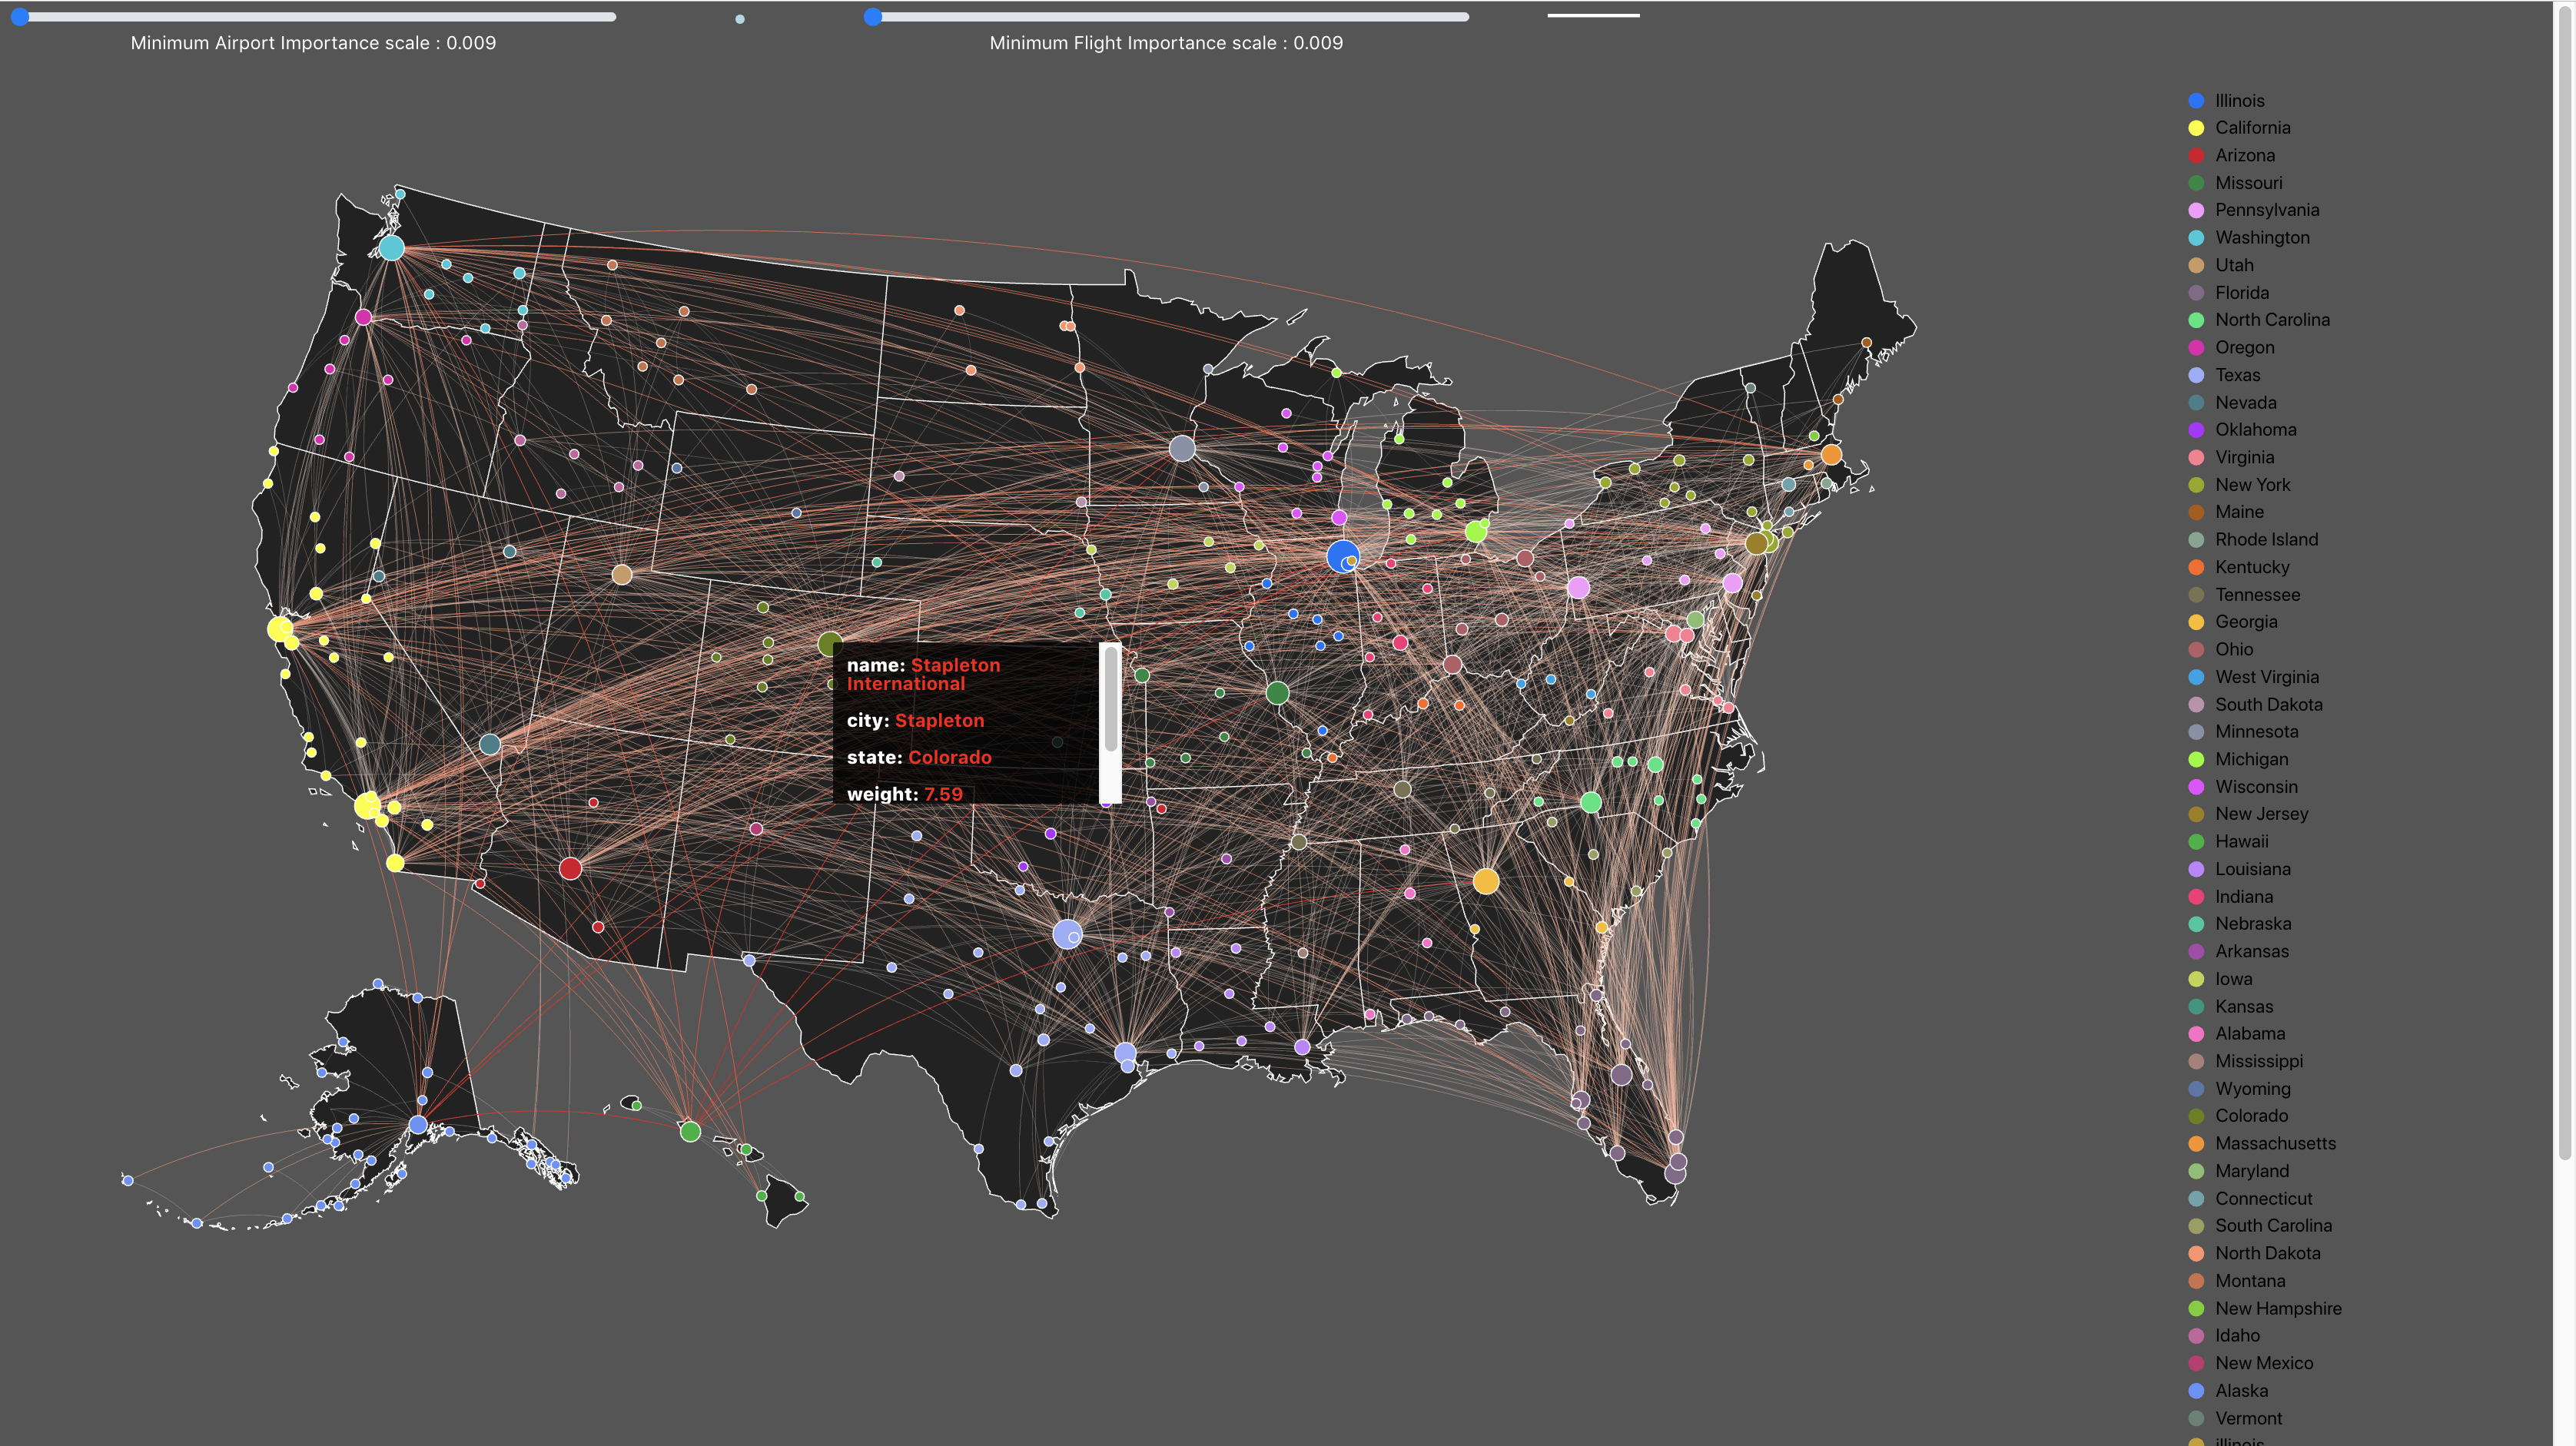 Minimum Airport Importance scale : 0.009
Minimum Flight Importance scale : 0.009
name: Stapleton
International
city: Stapleton
state: Colorado
weight: 7.59
Illinois
California
Arizona
Missouri
Pennsylvania
Washington
Utah
Florida
North Carolina
Oregon
Texas
Nevada
Oklahoma
Virginia
New York
Maine
Rhode Island
Kentucky
Tennessee
Georgia
Ohio
West Virginia
South Dakota
Minnesota
Michigan
Wisconsin
New Jersey
Hawaii
Louisiana
Indiana
Nebraska
Arkansas
Iowa
Kansas
Alabama
Mississippi
Wyoming
Colorado
Massachusetts
Maryland
Connecticut
South Carolina
North Dakota
Montana
New Hampshire
Idaho
New Mexico
Alaska
Vermont
illinois